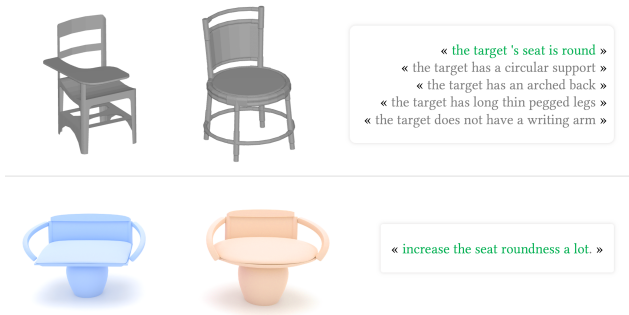 « the target 's seat is round »
« the target has a circular support »
« the target has an arched back »
« the target has long thin pegged legs »
« the target does not have a writing arm »
« increase the seat roundness a lot. »